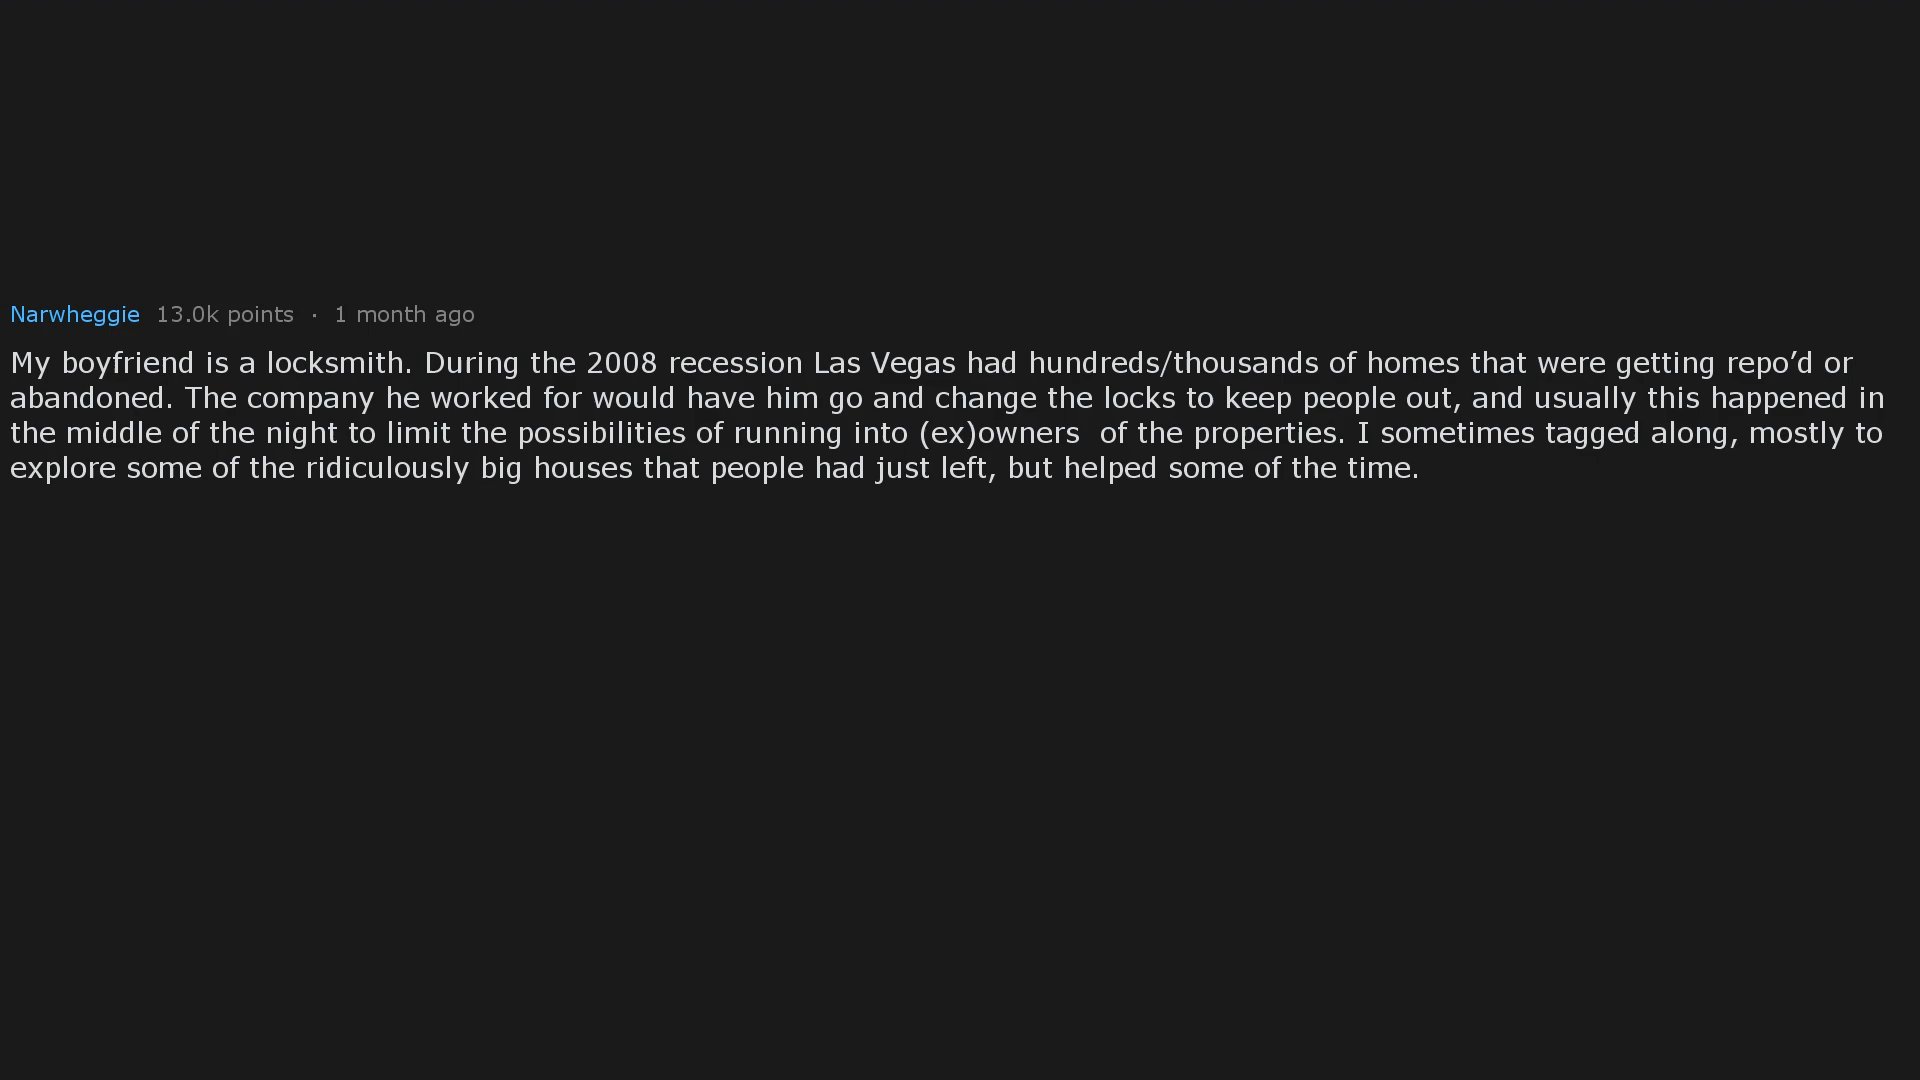 Narwheggie 13.0k points · 1 month ago
My boyfriend is a locksmith. During the 2008 recession Las Vegas had hundreds/thousands of homes that were getting repo’d or
abandoned. The company he worked for would have him go and change the locks to keep people out, and usually this happened in
the middle of the night to limit the possibilities of running into (ex)owners  of the properties. I sometimes tagged along, mostly to
explore some of the ridiculously big houses that people had just left, but helped some of the time.